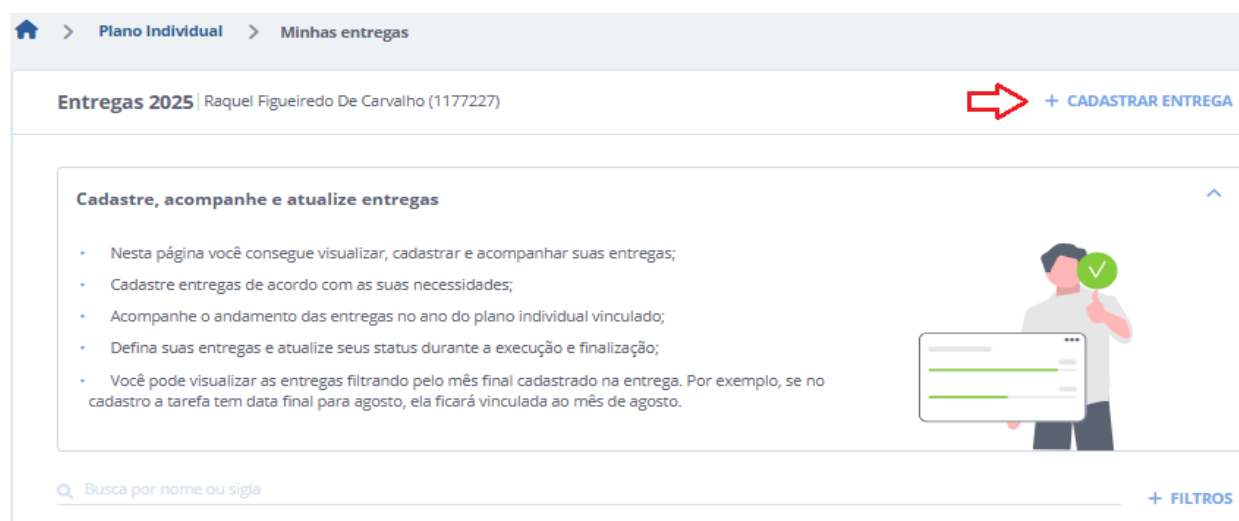 > Plano Individual > Minhas entregas
Entregas 2025 | Raquel Figueiredo De Carvalho (1177227)
+ CADASTRAR ENTREGA
Cadastre, acompanhe e atualize entregas
• Nesta página você consegue visualizar, cadastrar e acompanhar suas entregas;
• Cadastre entregas de acordo com as suas necessidades;
• Acompanhe o andamento das entregas no ano do plano individual vinculado;
• Defina suas entregas e atualize seus status durante a execução e finalização;
• Você pode visualizar as entregas filtrando pelo mês final cadastrado na entrega. Por exemplo, se no
cadastro a tarefa tem data final para agosto, ela ficará vinculada ao mês de agosto.
Busca por nome ou sigla
+ FILTROS